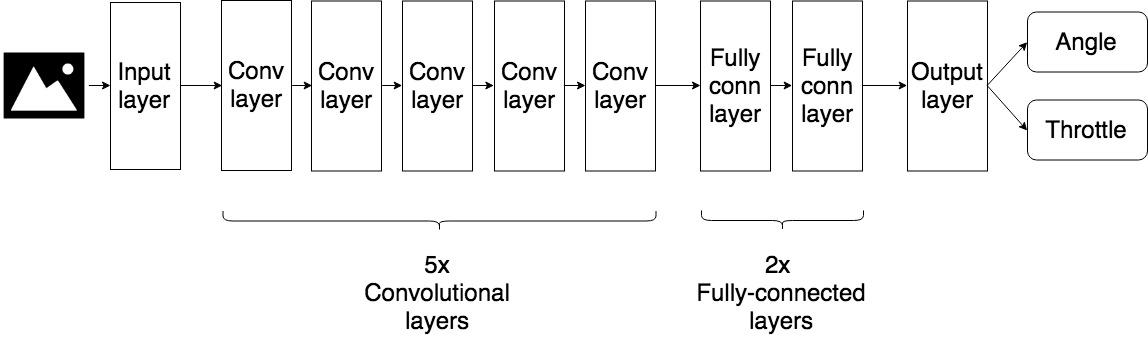 Input
layer
Conv
layer
Conv
layer
Conv
layer
Conv
layer
Conv
layer
Fully
conn
layer
Fully
conn
layer
Output
layer
Angle
Throttle
5x
Convolutional
layers
2x
Fully-connected
layers